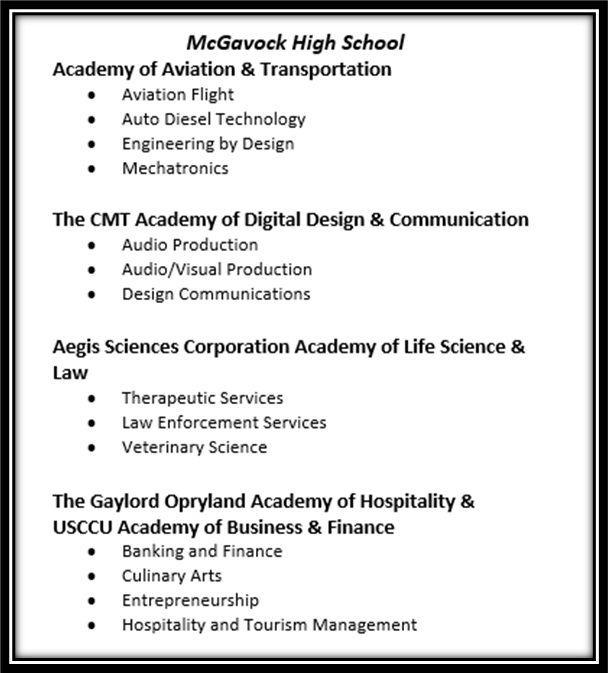 McGavock High School
Academy of Aviation & Transportation
• Aviation Flight
• Auto Diesel Technology
• Engineering by Design
• Mechatronics
The CMT Academy of Digital Design & Communication
• Audio Production
• Audio/Visual Production
• Design Communications
Aegis Sciences Corporation Academy of Life Science &
Law
• Therapeutic Services
• Law Enforcement Services
• Veterinary Science
The Gaylord Opryland Academy of Hospitality &
USCCU Academy of Business & Finance
• Banking and Finance
• Culinary Arts
• Entrepreneurship
• Hospitality and Tourism Management